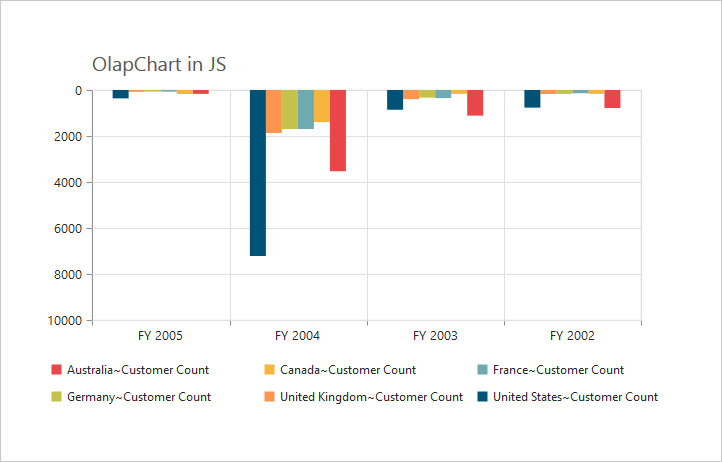 OlapChart in JS
0
2000
4000
6000
8000
10000
FY 2005 FY 2004 FY 2003 FY 2002
Australia~Customer Count Canada~Customer Count France~Customer Count
Germany~Customer Count United Kingdom~Customer Count United States~Customer Count